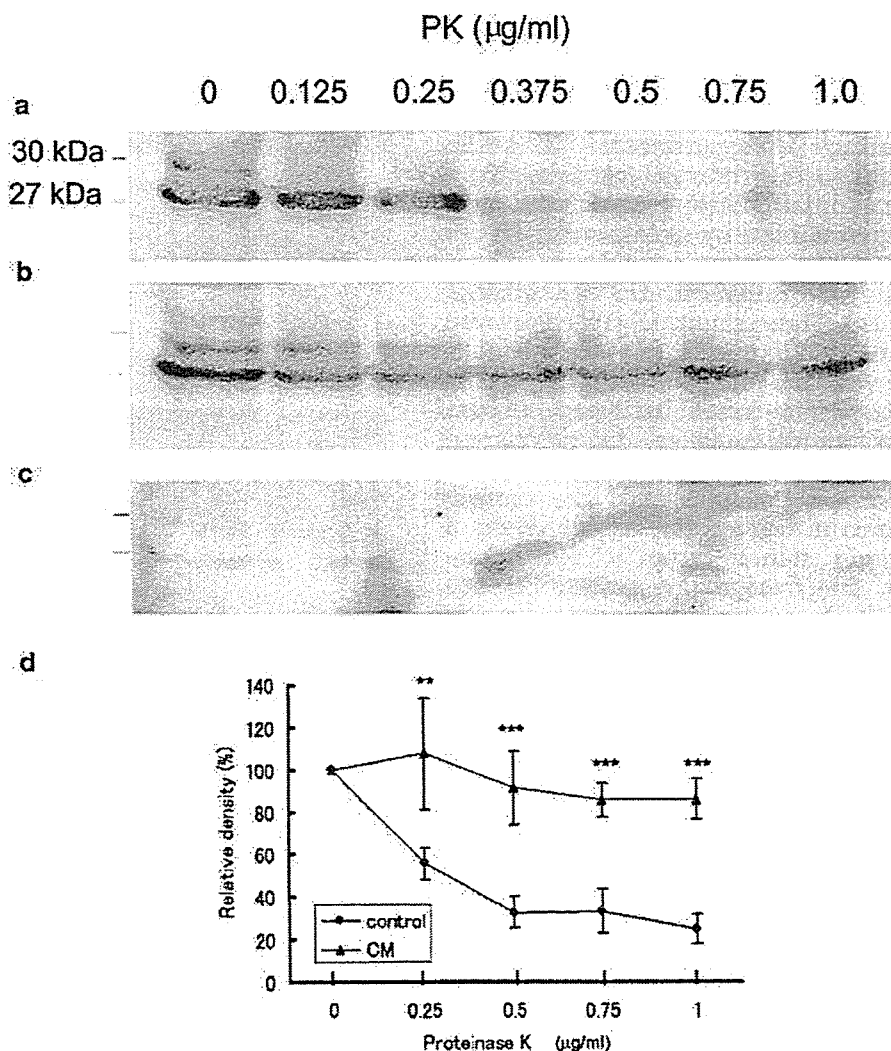 PK (μg/ml)
a
0 0.125 0.25 0.375 0.5 0.75 1.0
30 kDa
27 kDa
b
c
d
140
120
100
80
60
40
20
0
Relative density (%)
** *** *** ***
control
CM
0 0.25 0.5 0.75 1
Proteinase K (μg/ml)